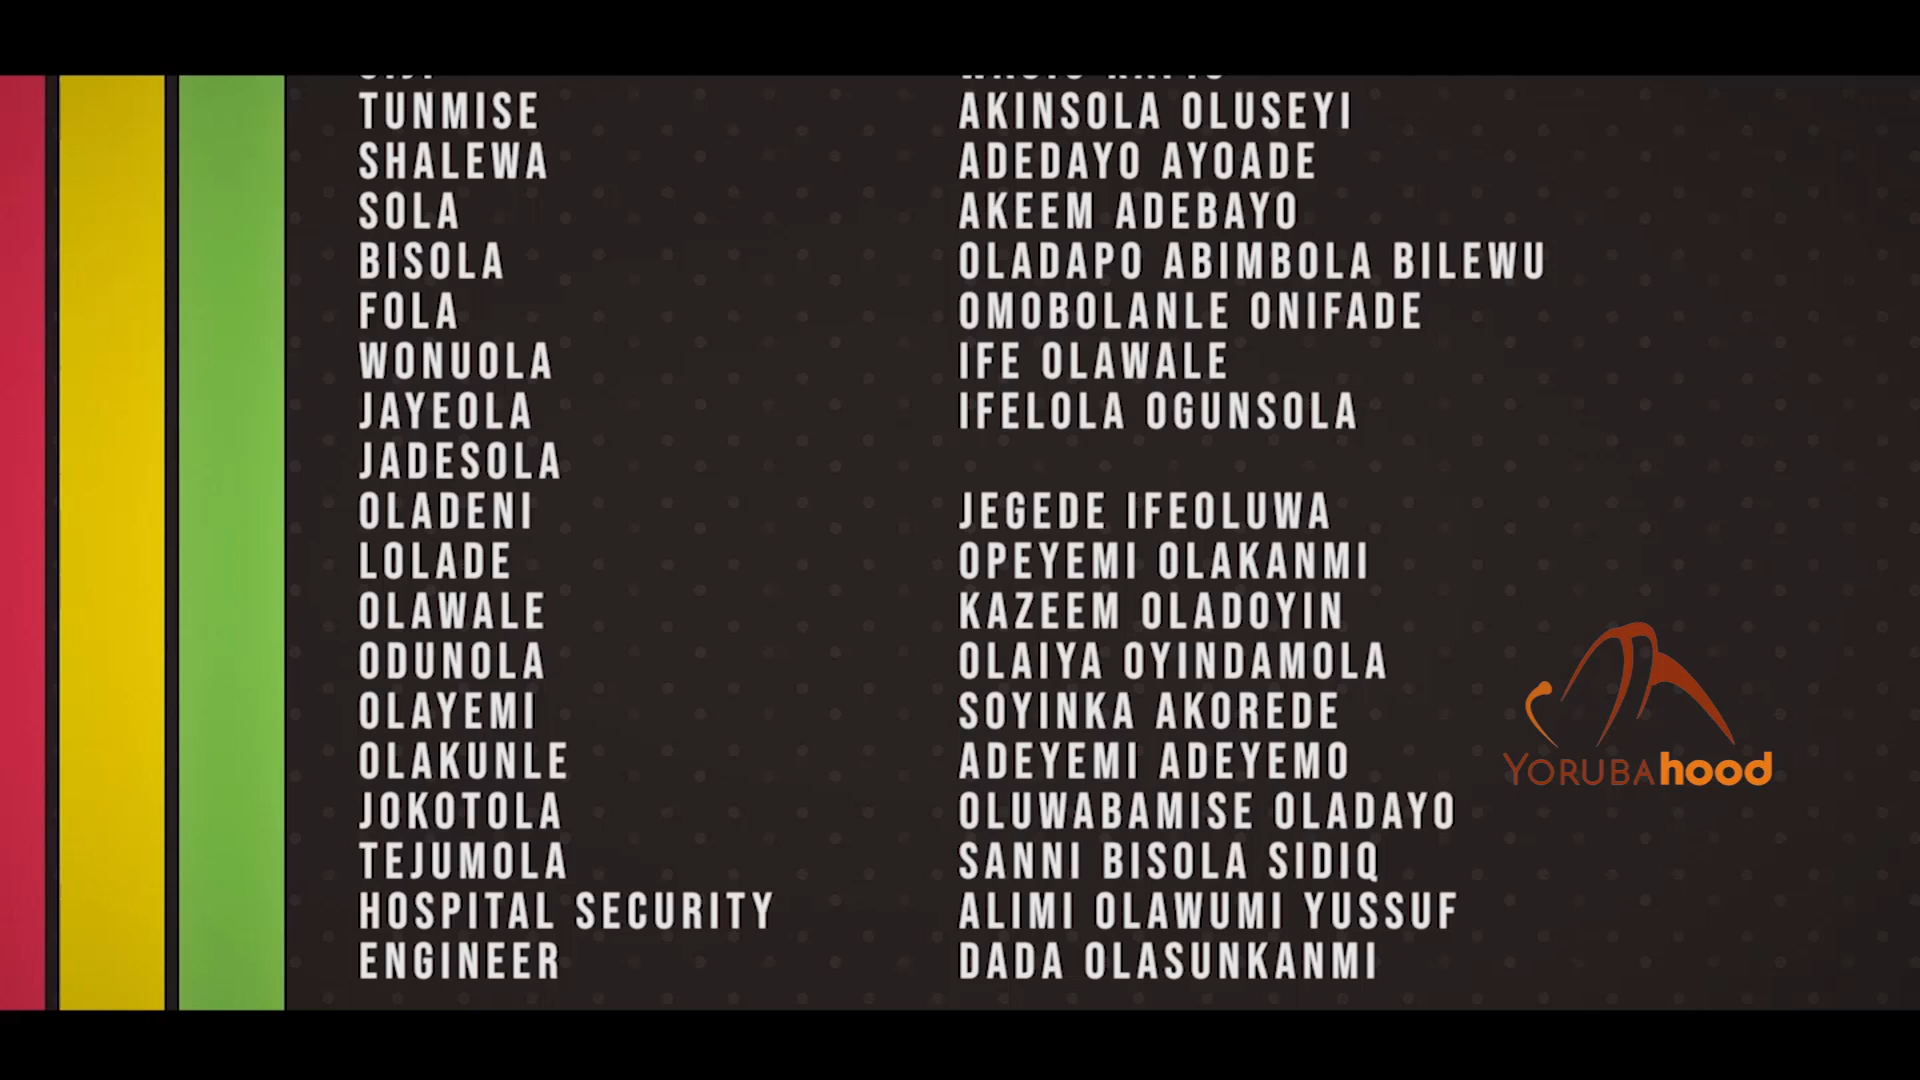 TUNMISE AKINSOLA OLUSEYI
SHALEWA ADEDAYO AYOADE
SOLA AKEEM ADEBAYO
BISOLA OLADAPO ABIMBOLA BILEWU
FOLA OMOBOLANLE ONIFADE
WONUOLA IFE OLAWALE
JAYEOLA IFELOLA OGUNSOLA
JADESOLA
OLADENI JEGEDE IFEOLUWA
LOLADE OPEYEMI OLAKANMI
OLAWALE KAZEEM OLADOYIN
ODUNOLA OLAIYA OYINDAMOLA
OLAYEMI SOYINKA AKOREDE
OLAKUNLE ADEYEMI ADEYEMO
JOKOTOLA OLUWABAMISE OLADAYO
TEJUMOLA SANNI BISOLA SIDIQ
HOSPITAL SECURITY ALIMI OLAWUMI YUSSUF
ENGINEER DADA OLASUNKANMI
YORUBAhood